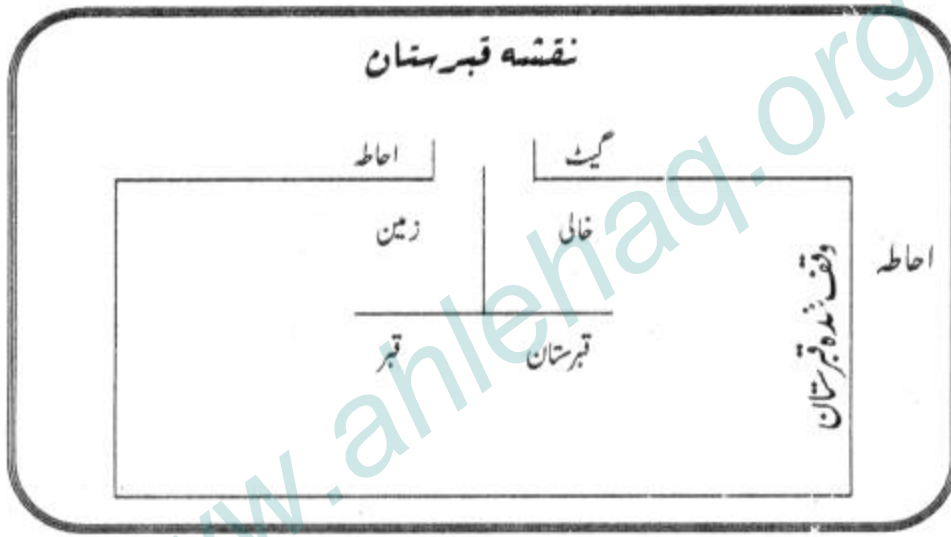 نقشہ قبرستان
گیٹ احاطہ
خالی زمین
احاطہ
وقف شدہ قبرستان
قبرستان قبر
www.ahlehaq.org